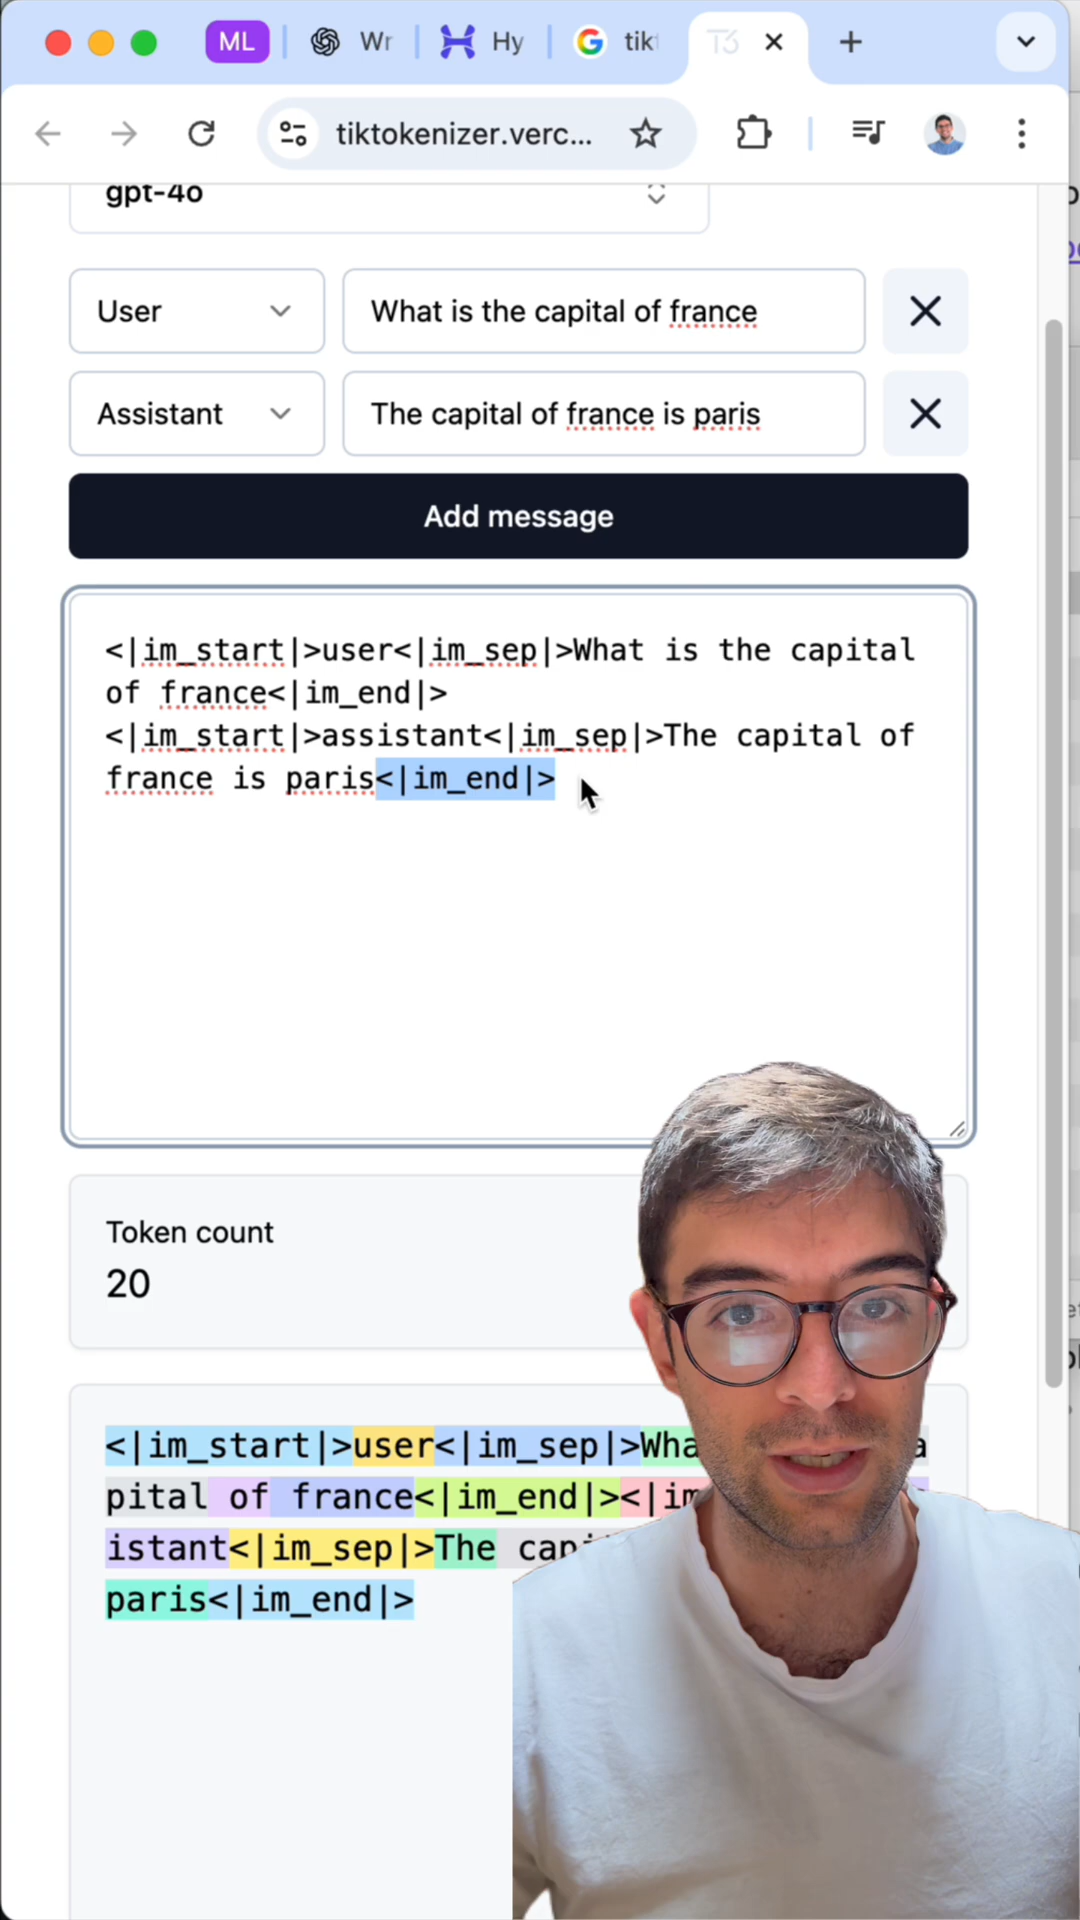 ML
Wr
Hy
tik
T3
tiktokenizer.verc...
gpt-4o
User
What is the capital of france
Assistant
The capital of france is paris
Add message
<|im_start|>user<|im_sep|>What is the capital
of france<|im_end|>
<|im_start|>assistant<|im_sep|>The capital of
france is paris<|im_end|>
Token count
20
<|im_start|>user<|im_sep|>Wha a
pital of france<|im_end|><|im
istant<|im_sep|>The capi
paris<|im_end|>